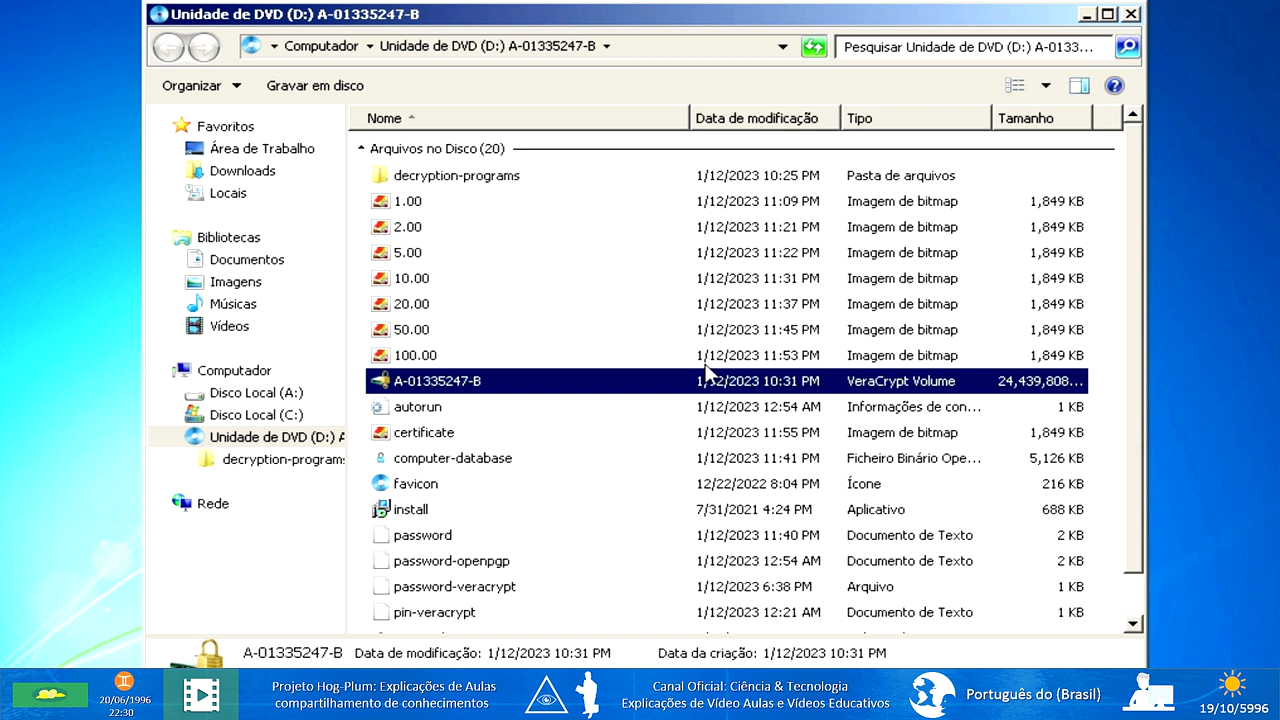 Unidade de DVD (D:) A-01335247-B
Computador Unidade de DVD (D:) A-01335247-B
Pesquisar Unidade de DVD (D:) A-0133...
Organizar Gravar em disco
Nome Data de modificação Tipo Tamanho
Favoritos
Área de Trabalho
Downloads
Locais
Bibliotecas
Documentos
Imagens
Músicas
Vídeos
Computador
Disco Local (A:)
Disco Local (C:)
Unidade de DVD (D:) A
decryption-programs
Rede
Arquivos no Disco (20)
decryption-programs 1/12/2023 10:25 PM Pasta de arquivos
1.00 1/12/2023 11:09 PM Imagem de bitmap 1,849 KB
2.00 1/12/2023 11:21 PM Imagem de bitmap 1,849 KB
5.00 1/12/2023 11:22 PM Imagem de bitmap 1,849 KB
10.00 1/12/2023 11:31 PM Imagem de bitmap 1,849 KB
20.00 1/12/2023 11:37 PM Imagem de bitmap 1,849 KB
50.00 1/12/2023 11:45 PM Imagem de bitmap 1,849 KB
100.00 1/12/2023 11:53 PM Imagem de bitmap 1,849 KB
A-01335247-B 1/12/2023 10:31 PM VeraCrypt Volume 24,439,808...
autorun 1/12/2023 12:54 AM Informações de con... 1 KB
certificate 1/12/2023 11:55 PM Imagem de bitmap 1,849 KB
computer-database 1/12/2023 11:41 PM Ficheiro Binário Ope... 5,126 KB
favicon 12/22/2022 8:04 PM Ícone 216 KB
install 7/31/2021 4:24 PM Aplicativo 688 KB
password 1/12/2023 11:40 PM Documento de Texto 2 KB
password-openpgp 1/12/2023 12:54 AM Documento de Texto 2 KB
password-veracrypt 1/12/2023 6:38 PM Arquivo 1 KB
pin-veracrypt 1/12/2023 12:21 AM Documento de Texto 1 KB
A-01335247-B Data de modificação: 1/12/2023 10:31 PM Data da criação: 1/12/2023 10:31 PM
20/06/1996
22:30
Projeto Hog-Plum: Explicações de Aulas
compartilhamento de conhecimentos
Canal Oficial: Ciência & Tecnologia
Explicações de Vídeo Aulas e Vídeos Educativos
Português do (Brasil)
19/10/5996